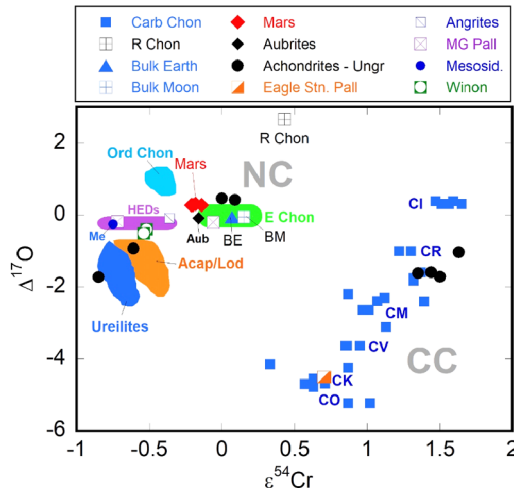 Carb Chon Mars Angrites
R Chon Aubrites MG Pall
Bulk Earth Achondrites - Ungr Mesosid.
Bulk Moon Eagle Stn. Pall Winon
R Chon
Ord Chon
Mars
NC
HEDs
E Chon
CI
Me
Aub
BE
BM
CR
Acap/Lod
Ureilites
CM
CV
CC
CK
CO
2
0
-2
-4
-6
Δ¹⁷O
-1
-0.5
0
0.5
1
1.5
2
ε⁵⁴Cr